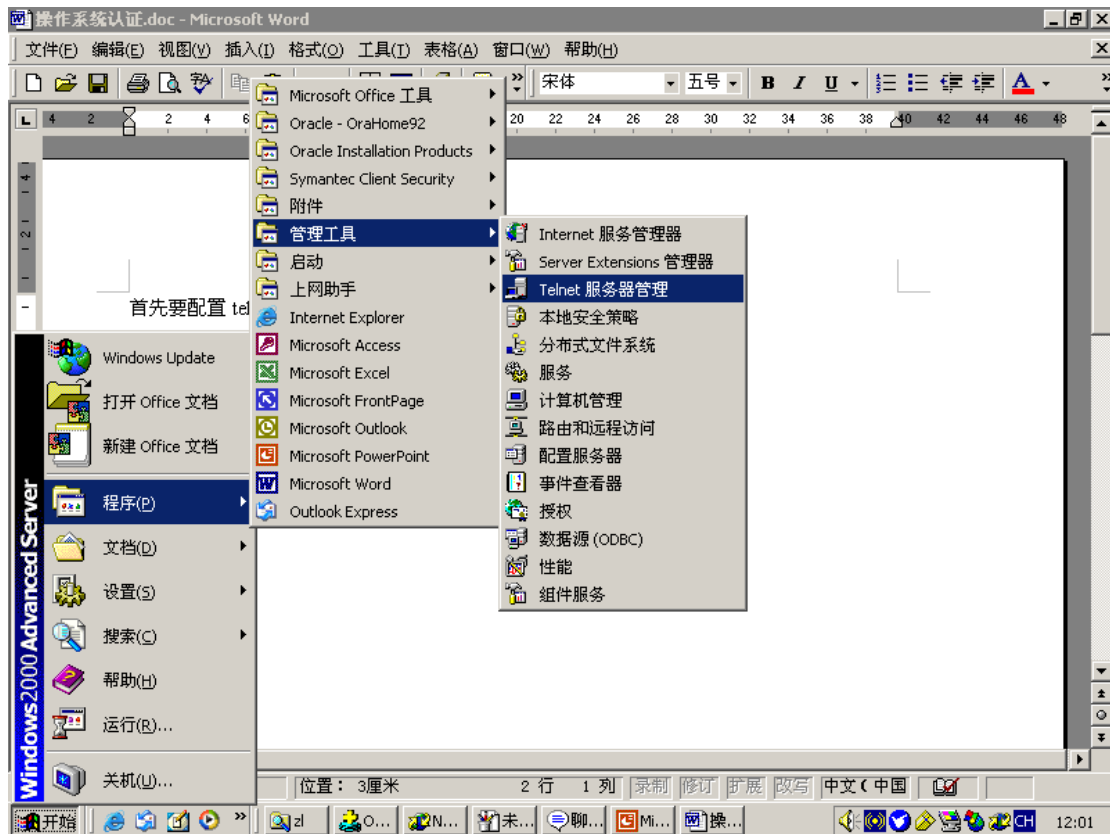 操作系统认证.doc - Microsoft Word
文件(F) 编辑(E) 视图(V) 插入(I) 格式(O) 工具(T) 表格(A) 窗口(W) 帮助(H)
宋体 五号 B I U A
4 2 2 4 6 20 22 24 26 28 30 32 34 36 38 40 42 44 46 48
首先要配置 tel
Microsoft Office 工具
Oracle - OraHome92
Oracle Installation Products
Symantec Client Security
附件
管理工具
启动
上网助手
Internet Explorer
Microsoft Access
Microsoft Excel
Microsoft FrontPage
Microsoft Outlook
Microsoft PowerPoint
Microsoft Word
Outlook Express
Internet 服务管理器
Server Extensions 管理器
Telnet 服务器管理
本地安全策略
分布式文件系统
服务
计算机管理
路由和远程访问
配置服务器
事件查看器
授权
数据源 (ODBC)
性能
组件服务
Windows Update
打开 Office 文档
新建 Office 文档
程序(P)
文档(D)
设置(S)
搜索(C)
帮助(H)
运行(R)...
关机(U)...
Windows2000 Advanced Server
位置： 3厘米 2 行 1 列 录制 修订 扩展 改写 中文(中国
开始 zl O... N... 未... 聊... Mi... 操... CH 12:01